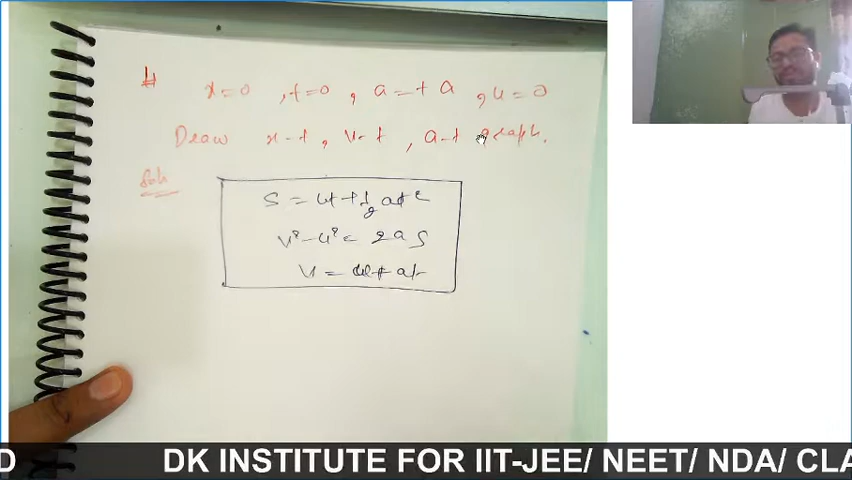 # x=0 , t=0 , a=+a , u=0
Draw x-t , v-t , a-t graph.
Soln
S = ut + 1/2 at²
v² - u² = 2as
v = u + at
D DK INSTITUTE FOR IIT-JEE/ NEET/ NDA/ CLA